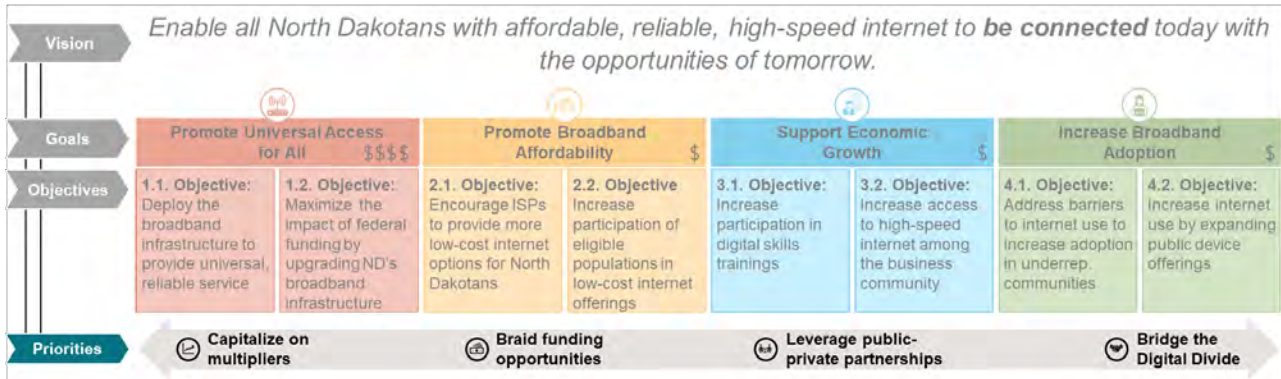 Vision
Enable all North Dakotans with affordable, reliable, high-speed internet to be connected today with
the opportunities of tomorrow.
Goals
Promote Universal Access
for All
$$$$
Promote Broadband
Affordability
$
Support Economic
Growth
$
Increase Broadband
Adoption
$
Objectives
1.1. Objective:
Deploy the
broadband
infrastructure to
provide universal,
reliable service
1.2. Objective:
Maximize the
impact of federal
funding by
upgrading ND's
broadband
infrastructure
2.1. Objective:
Encourage ISPs
to provide more
low-cost internet
options for North
Dakotans
2.2. Objective
Increase
participation of
eligible
populations in
low-cost internet
offerings
3.1. Objective:
Increase
participation in
digital skills
trainings
3.2. Objective:
Increase access
to high-speed
internet among
the business
community
4.1. Objective:
Address barriers
to internet use to
increase adoption
in underrep.
communities
4.2. Objective:
Increase internet
use by expanding
public device
offerings
Priorities
Capitalize on
multipliers
Braid funding
opportunities
Leverage public-
private partnerships
Bridge the
Digital Divide